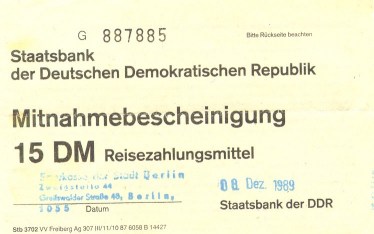 G 887885
Bitte Rückseite beachten
Staatsbank
der Deutschen Demokratischen Republik
Mitnahmebescheinigung
15 DM Reisezahlungsmittel
Sparkasse der Stadt Berlin
Zweigstelle 44
Greifswalder Straße 48, Berlin,
1055
08. Dez. 1989
Datum
Staatsbank der DDR
Stb 3702 VV Freiberg Ag 307 III/11/10 87 6058 B 14427